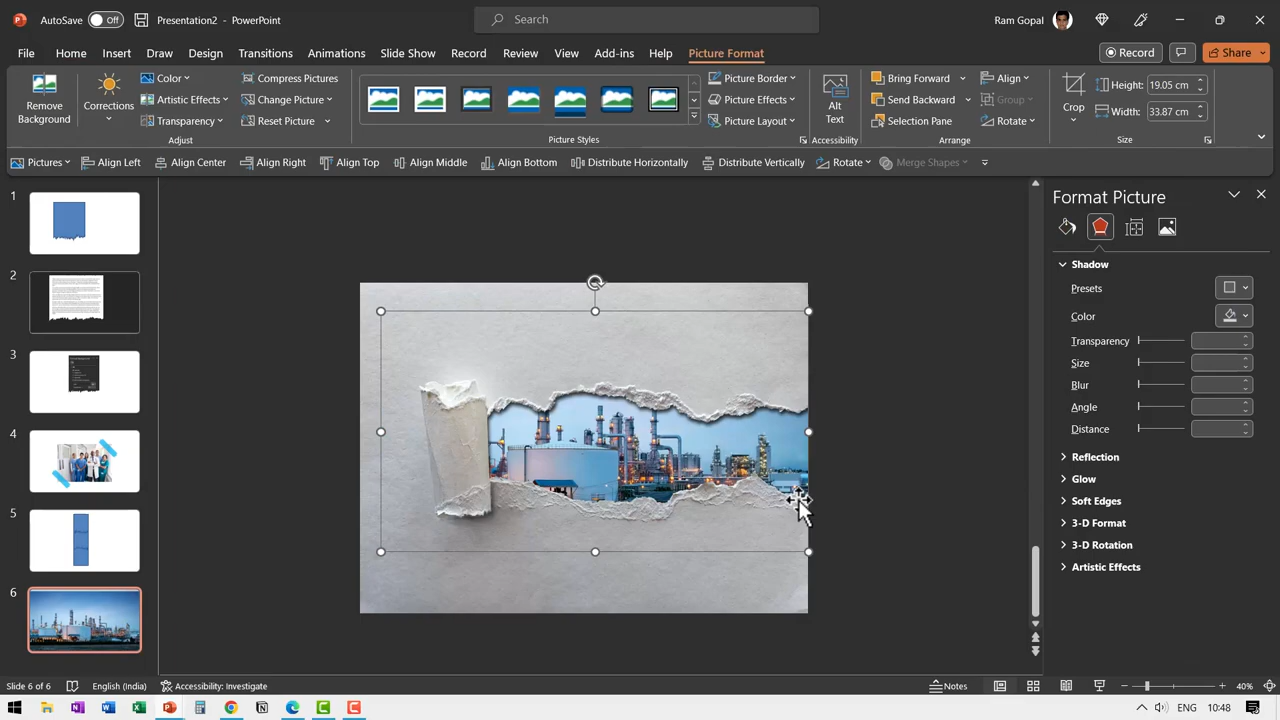 AutoSave Off Presentation2 - PowerPoint Search Ram Gopal
File Home Insert Draw Design Transitions Animations Slide Show Record Review View Add-ins Help Picture Format Record Share
Remove Background
Corrections
Color
Artistic Effects
Transparency
Compress Pictures
Change Picture
Reset Picture
Adjust
Picture Styles
Picture Border
Picture Effects
Picture Layout
Alt Text
Accessibility
Bring Forward
Send Backward
Selection Pane
Align
Group
Rotate
Arrange
Crop
Height: 19.05 cm
Width: 33.87 cm
Size
Pictures Align Left Align Center Align Right Align Top Align Middle Align Bottom Distribute Horizontally Distribute Vertically Rotate Merge Shapes
1
2
3
4
5
6
Format Picture
Shadow
Presets
Color
Transparency
Size
Blur
Angle
Distance
Reflection
Glow
Soft Edges
3-D Format
3-D Rotation
Artistic Effects
Slide 6 of 6 English (India) Accessibility: Investigate Notes 40%
ENG 10:48